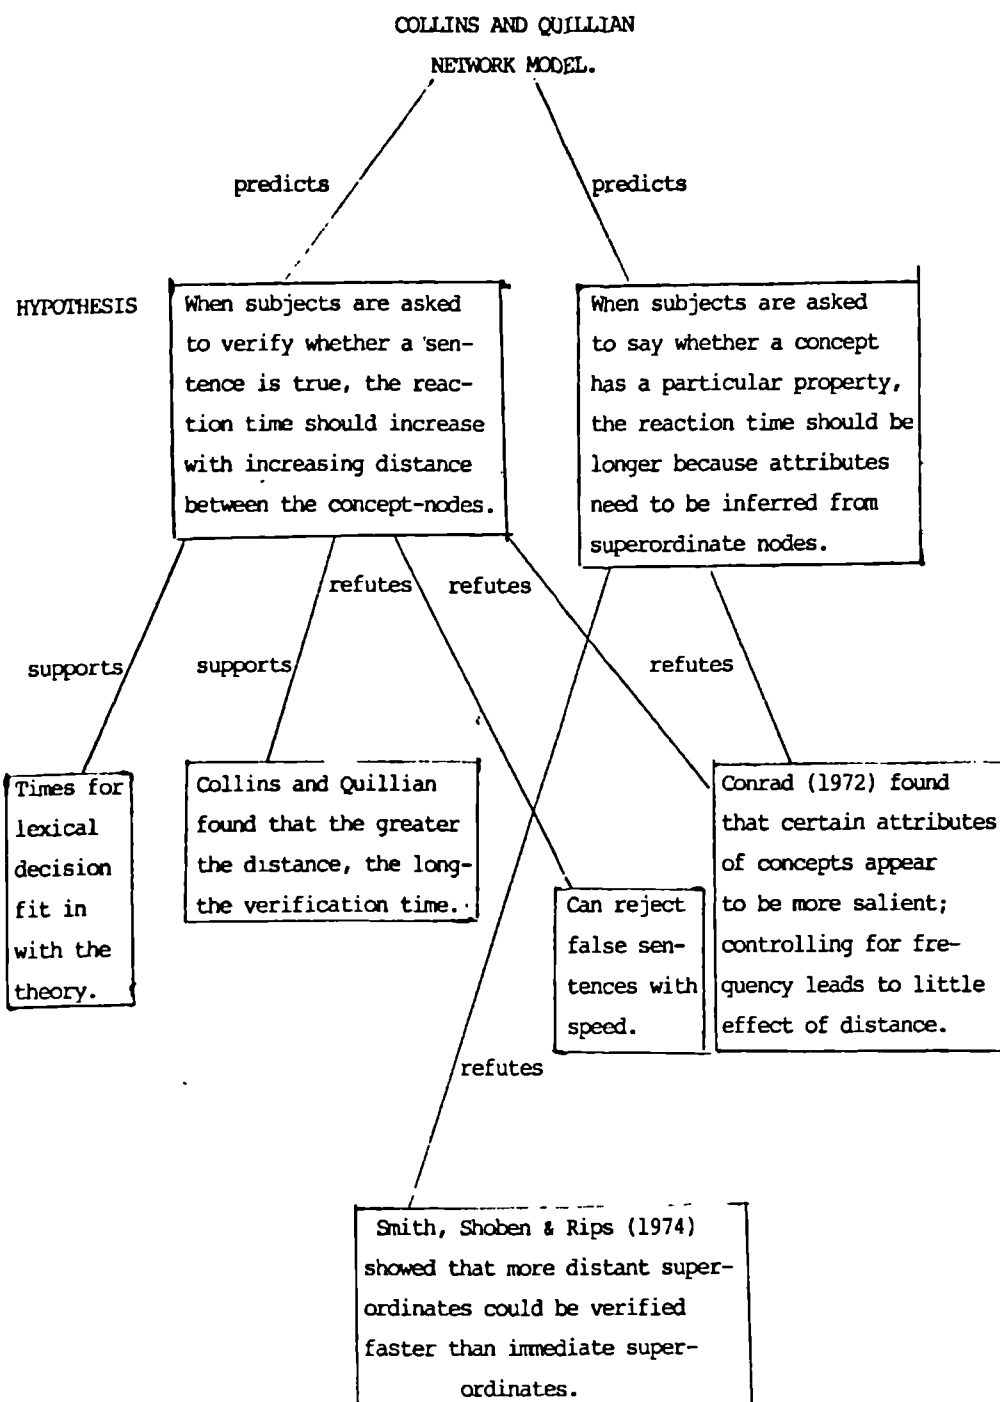 COLLINS AND QUILLIAN
NETWORK MODEL.
predicts
predicts
HYPOTHESIS
When subjects are asked
to verify whether a sen-
tence is true, the reac-
tion time should increase
with increasing distance
between the concept-nodes.
When subjects are asked
to say whether a concept
has a particular property,
the reaction time should be
longer because attributes
need to be inferred from
superordinate nodes.
refutes
refutes
supports
supports
refutes
Times for
lexical
decision
fit in
with the
theory.
Collins and Quillian
found that the greater
the distance, the long-
the verification time.
Can reject
false sen-
tences with
speed.
Conrad (1972) found
that certain attributes
of concepts appear
to be more salient;
controlling for fre-
quency leads to little
effect of distance.
refutes
Smith, Shoben & Rips (1974)
showed that more distant super-
ordinates could be verified
faster than immediate super-
ordinates.